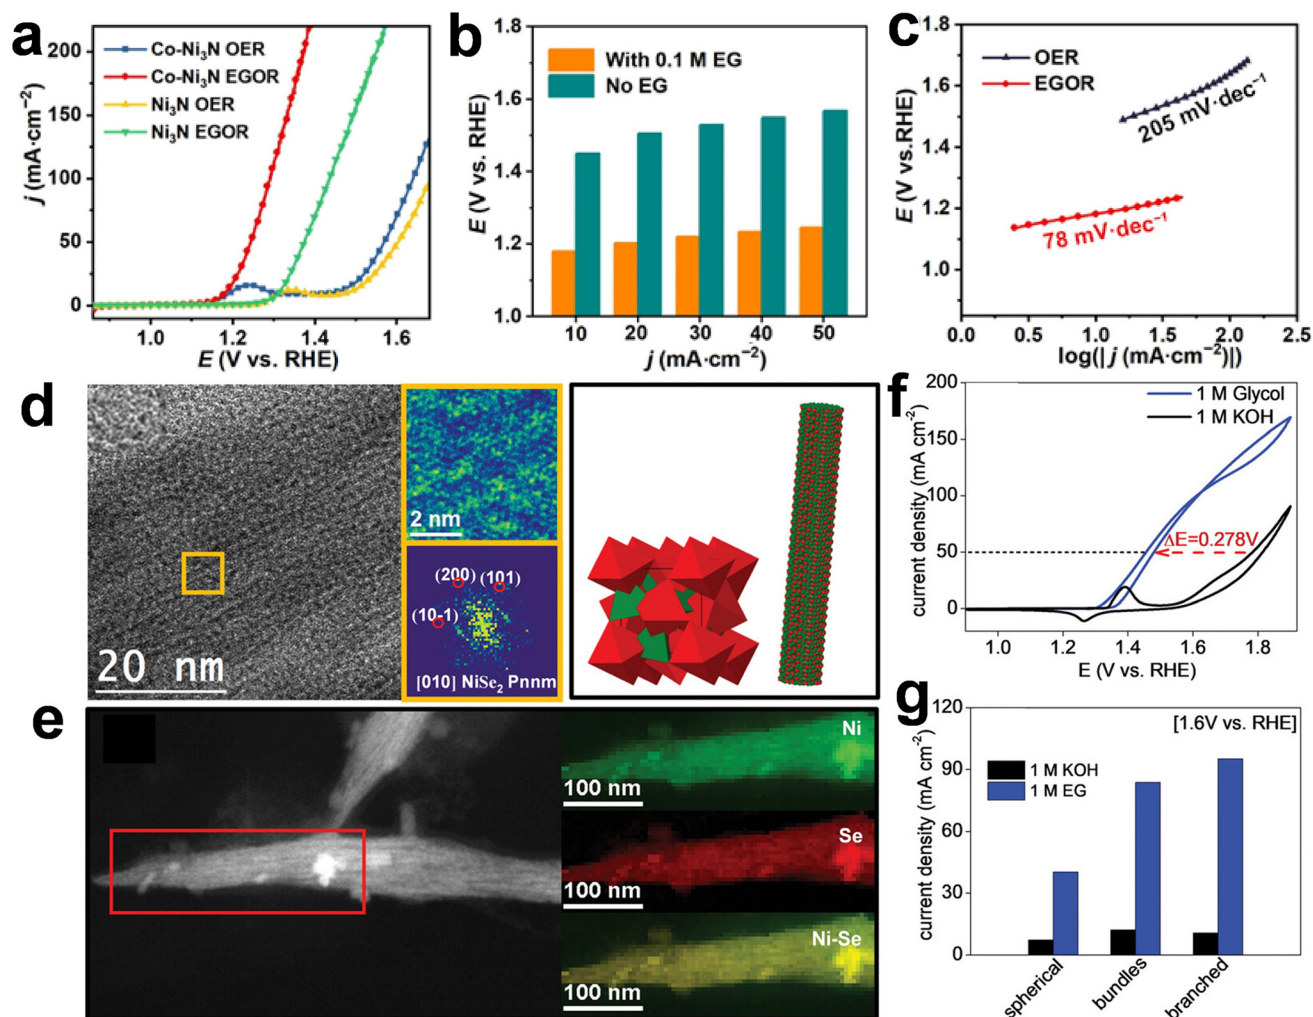 a
200
150
100
50
0
j (mA·cm⁻²)
Co-Ni₃N OER
Co-Ni₃N EGOR
Ni₃N OER
Ni₃N EGOR
1.0
1.2
1.4
1.6
E (V vs. RHE)
b
1.8
1.6
1.4
1.2
1.0
E (V vs. RHE)
With 0.1 M EG
No EG
10
20
30
40
50
j (mA·cm⁻²)
c
1.8
1.6
1.4
1.2
1.0
E (V vs.RHE)
OER
EGOR
205 mV·dec⁻¹
78 mV·dec⁻¹
0.0
0.5
1.0
1.5
2.0
2.5
log(|j (mA·cm⁻²)|)
d
20 nm
2 nm
(200)
(101)
(10-1)
[010] NiSe₂ Pnnm
e
Ni
100 nm
Se
100 nm
Ni-Se
100 nm
f
200
150
100
50
0
current density (mA cm⁻²)
1 M Glycol
1 M KOH
ΔE=0.278V
1.0
1.2
1.4
1.6
1.8
E (V vs. RHE)
g
120
90
60
30
0
current density (mA cm⁻²)
[1.6V vs. RHE]
1 M KOH
1 M EG
spherical
bundles
branched